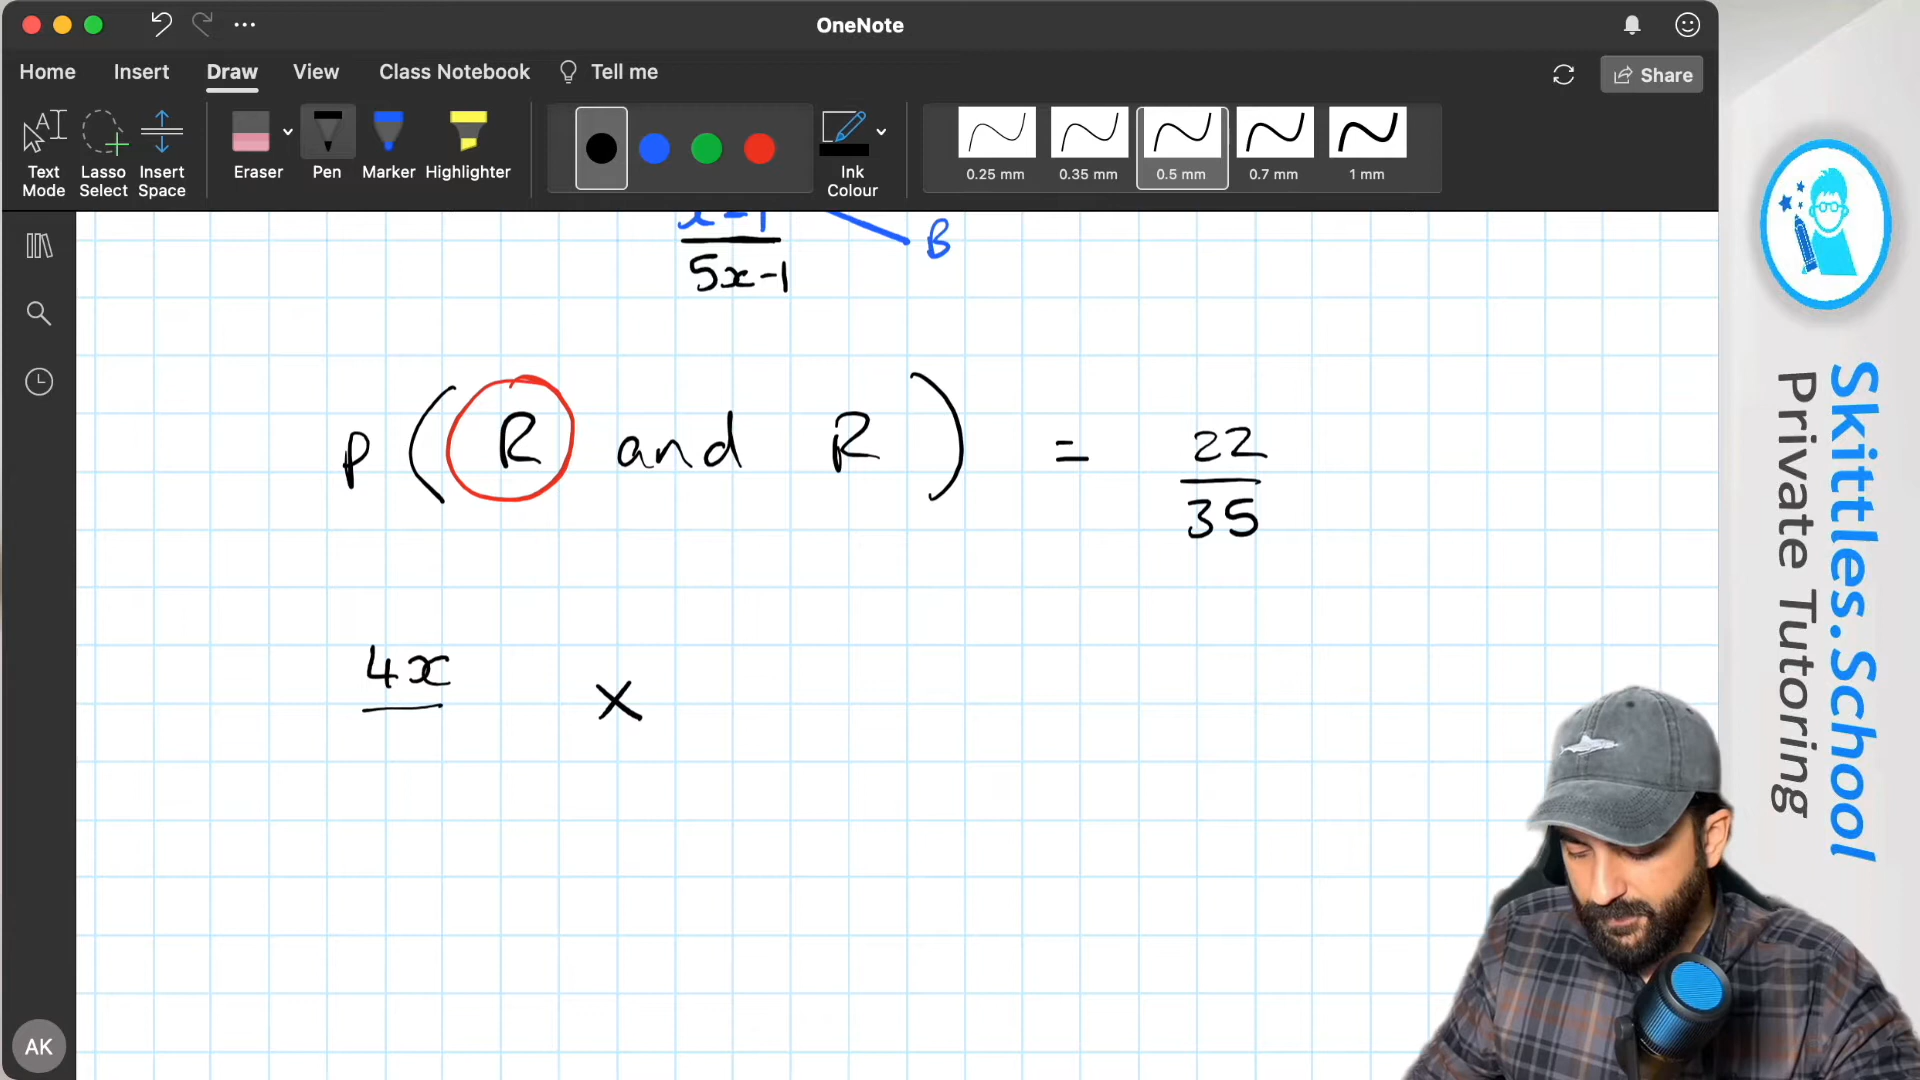 OneNote
Home Insert Draw View Class Notebook Tell me Share
Text Mode
Lasso Select
Insert Space
Eraser
Pen
Marker
Highlighter
Ink Colour
0.25 mm
0.35 mm
0.5 mm
0.7 mm
1 mm
x-1
B
5x-1
P ( R and R ) = 22/35
4x ×
AK
Skittles.School
Private Tutoring